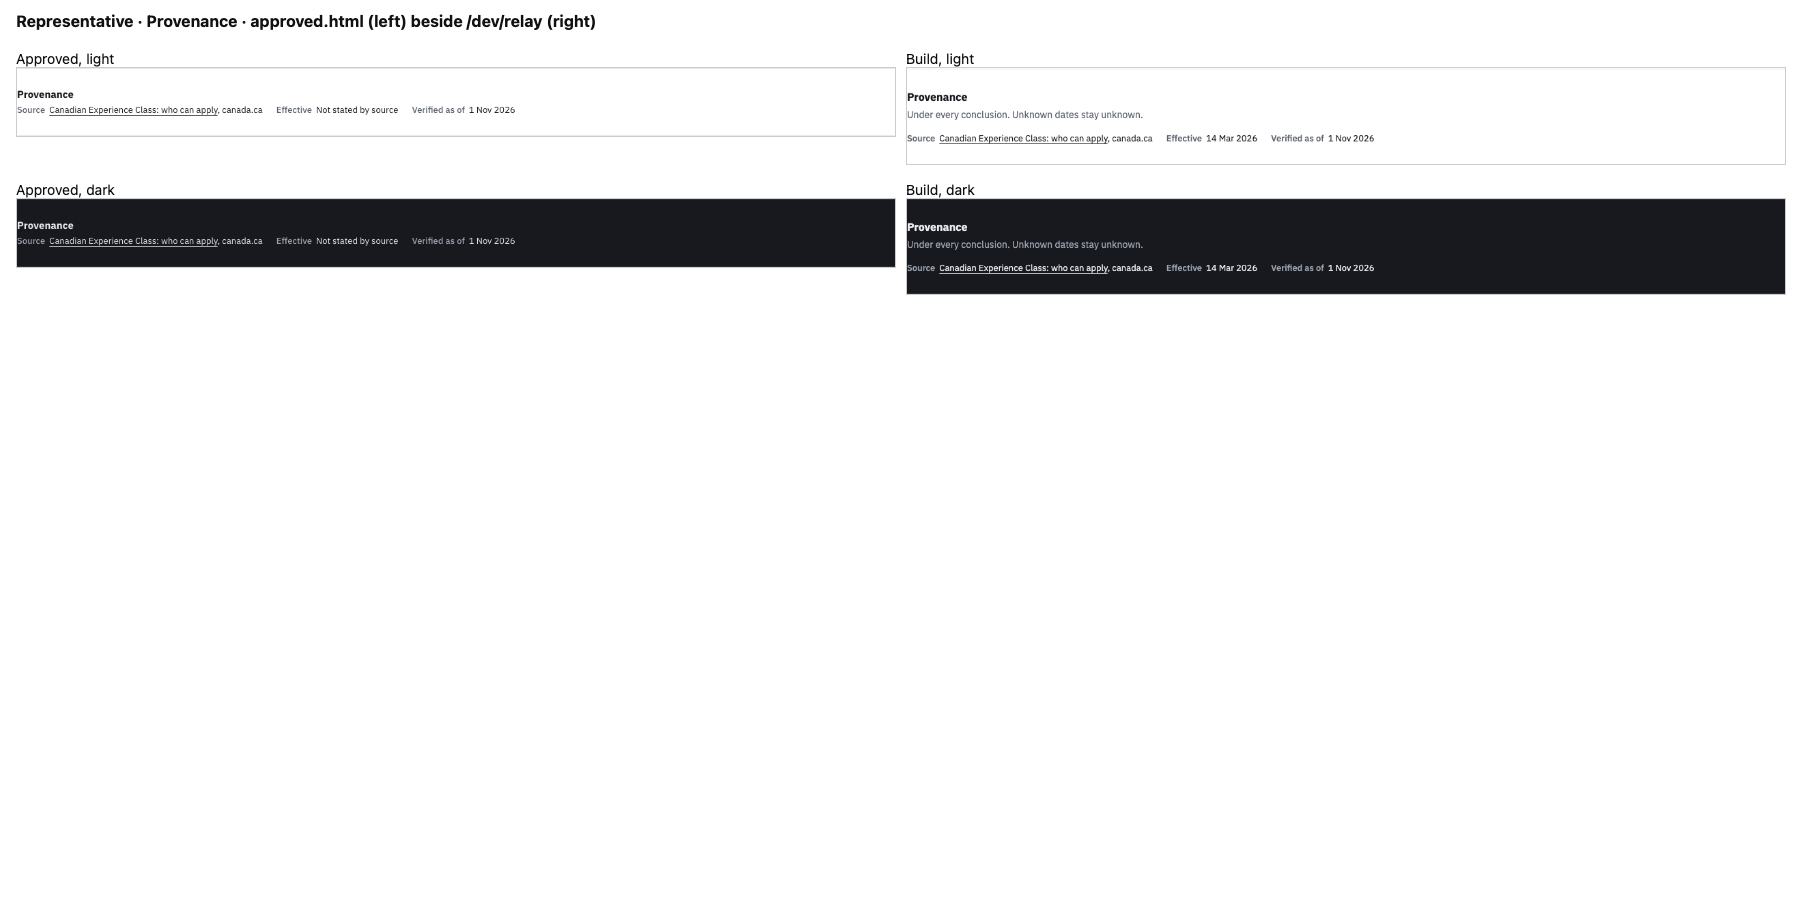 Representative · Provenance · approved.html (left) beside /dev/relay (right)
Approved, light
Provenance
Source Canadian Experience Class: who can apply, canada.ca Effective Not stated by source Verified as of 1 Nov 2026
Build, light
Provenance
Under every conclusion. Unknown dates stay unknown.
Source Canadian Experience Class: who can apply, canada.ca Effective 14 Mar 2026 Verified as of 1 Nov 2026
Approved, dark
Provenance
Source Canadian Experience Class: who can apply, canada.ca Effective Not stated by source Verified as of 1 Nov 2026
Build, dark
Provenance
Under every conclusion. Unknown dates stay unknown.
Source Canadian Experience Class: who can apply, canada.ca Effective 14 Mar 2026 Verified as of 1 Nov 2026